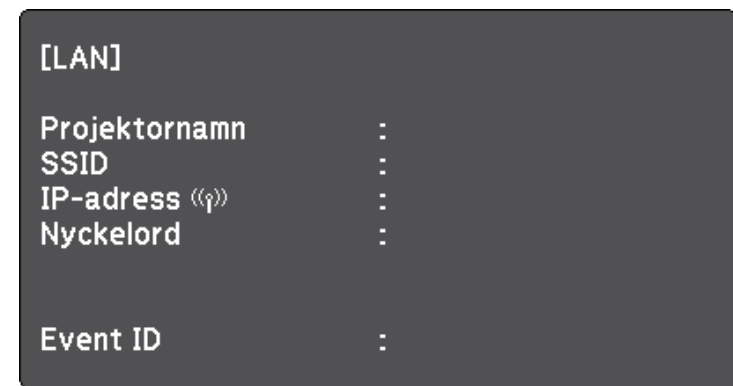 [LAN]
Projektornamn :
SSID :
IP-adress :
Nyckelord :
Event ID :